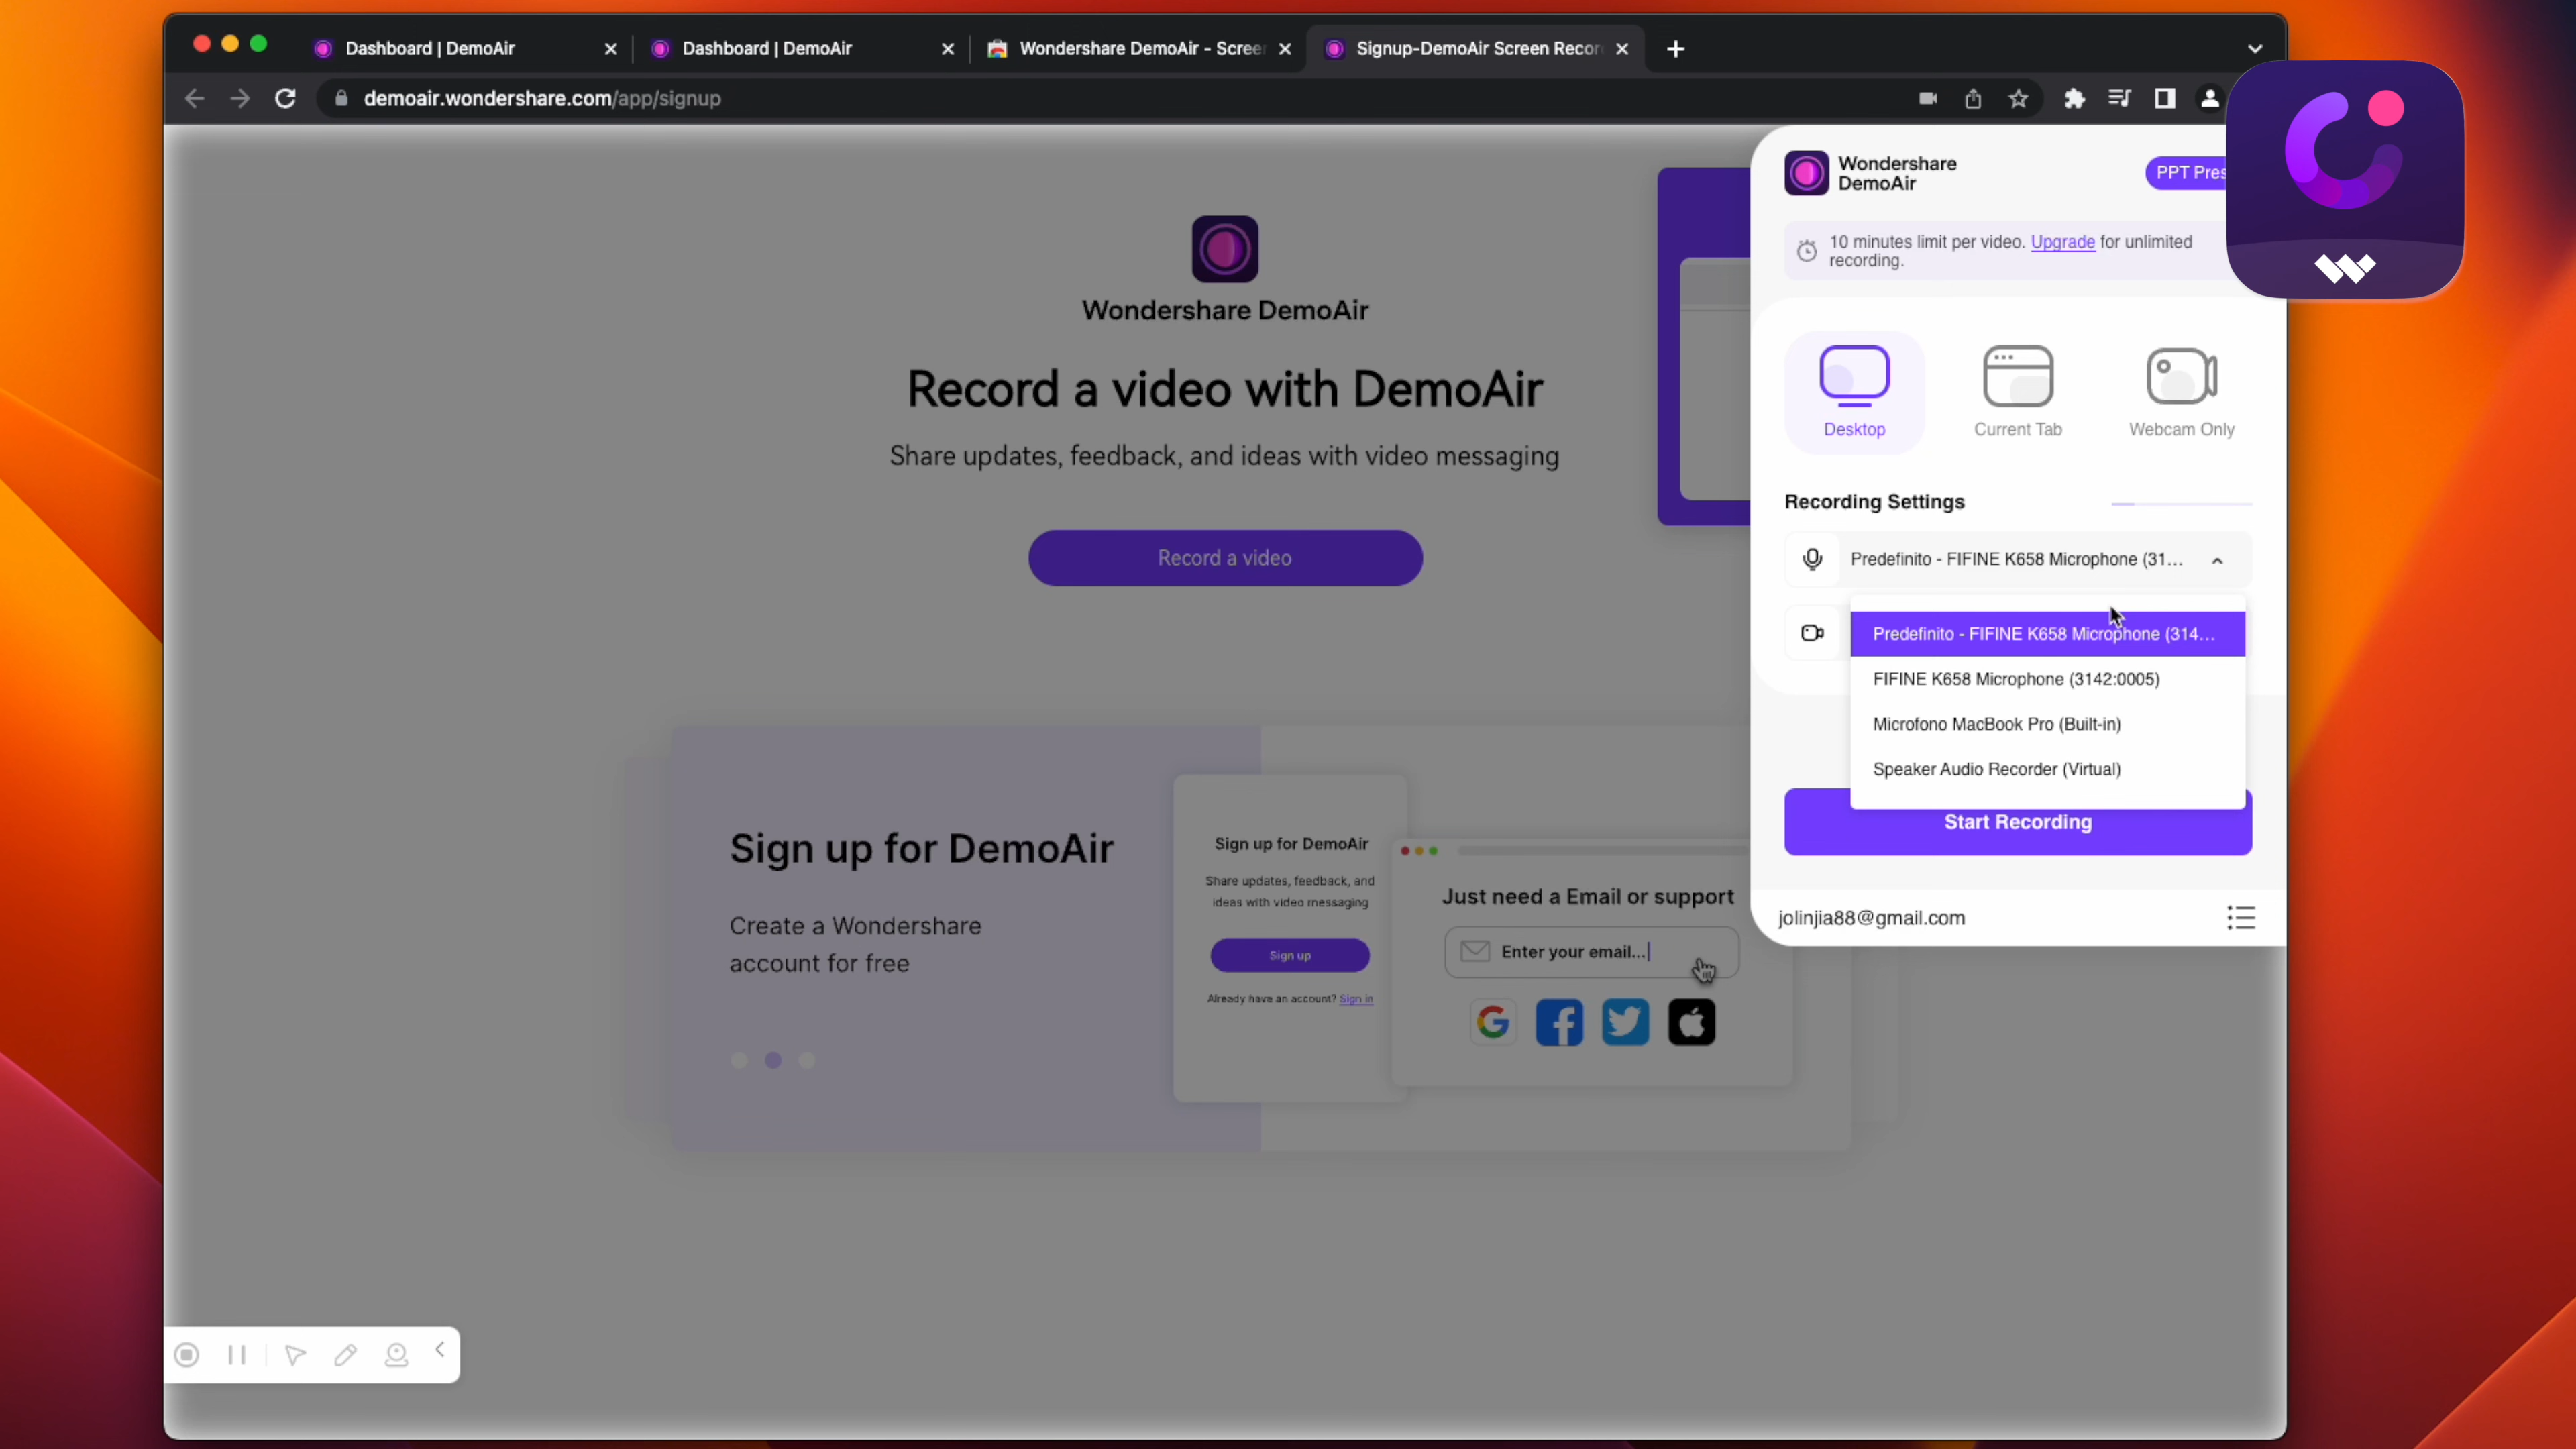 Dashboard | DemoAir
Dashboard | DemoAir
Wondershare DemoAir - Screen
Signup-DemoAir Screen Recor
demoair.wondershare.com/app/signup
Wondershare DemoAir
Record a video with DemoAir
Share updates, feedback, and ideas with video messaging
Record a video
Sign up for DemoAir
Create a Wondershare
account for free
Sign up for DemoAir
Share updates, feedback, and
ideas with video messaging
Sign up
Already have an account? Sign in
Just need a Email or support
Enter your email...
Wondershare
DemoAir
PPT Pres
10 minutes limit per video. Upgrade for unlimited
recording.
Desktop
Current Tab
Webcam Only
Recording Settings
Predefinito - FIFINE K658 Microphone (31...
Predefinito - FIFINE K658 Microphone (314...
FIFINE K658 Microphone (3142:0005)
Microfono MacBook Pro (Built-in)
Speaker Audio Recorder (Virtual)
Start Recording
jolinjia88@gmail.com